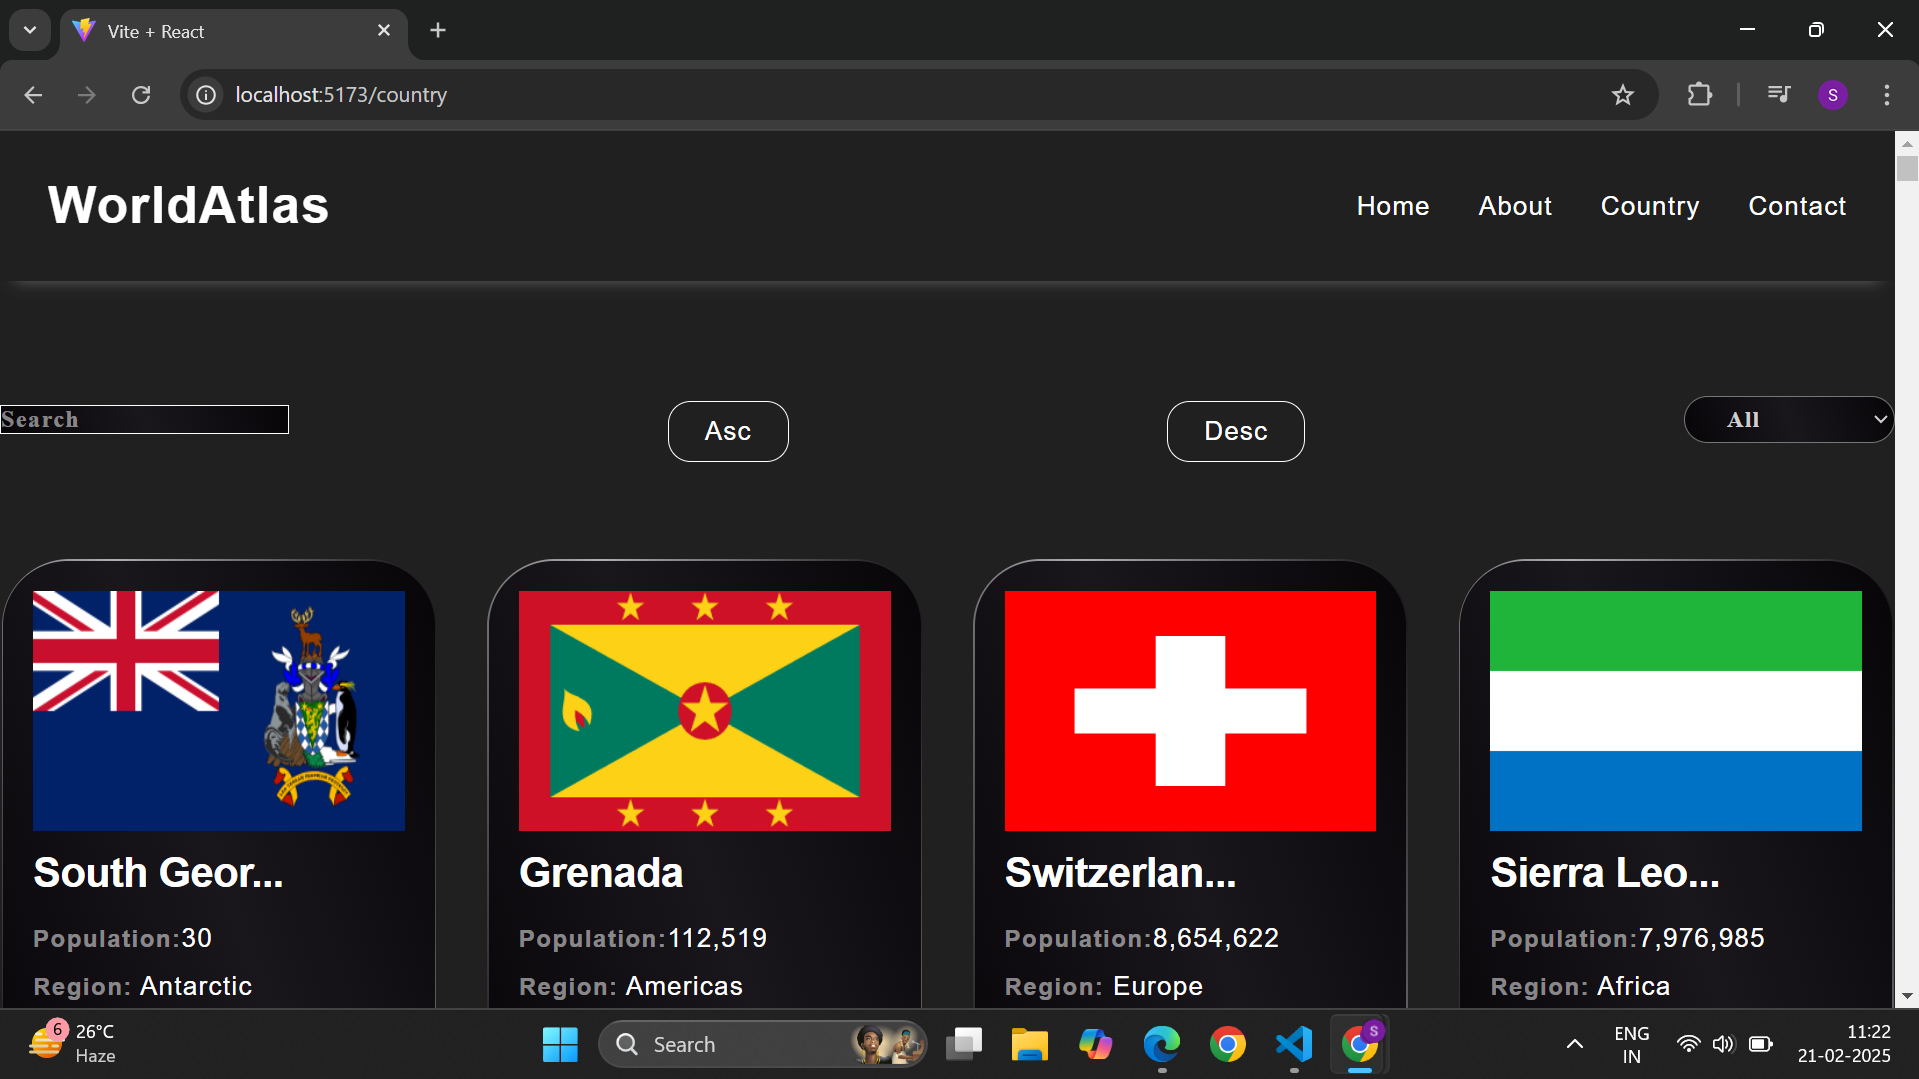 Vite + React
localhost:5173/country
WorldAtlas
Home About Country Contact
Search Asc Desc All
South Geor... Grenada Switzerlan... Sierra Leo...
Population:30 Population:112,519 Population:8,654,622 Population:7,976,985
Region: Antarctic Region: Americas Region: Europe Region: Africa
6 26°C
Haze
Search
S
ENG
IN
11:22
21-02-2025